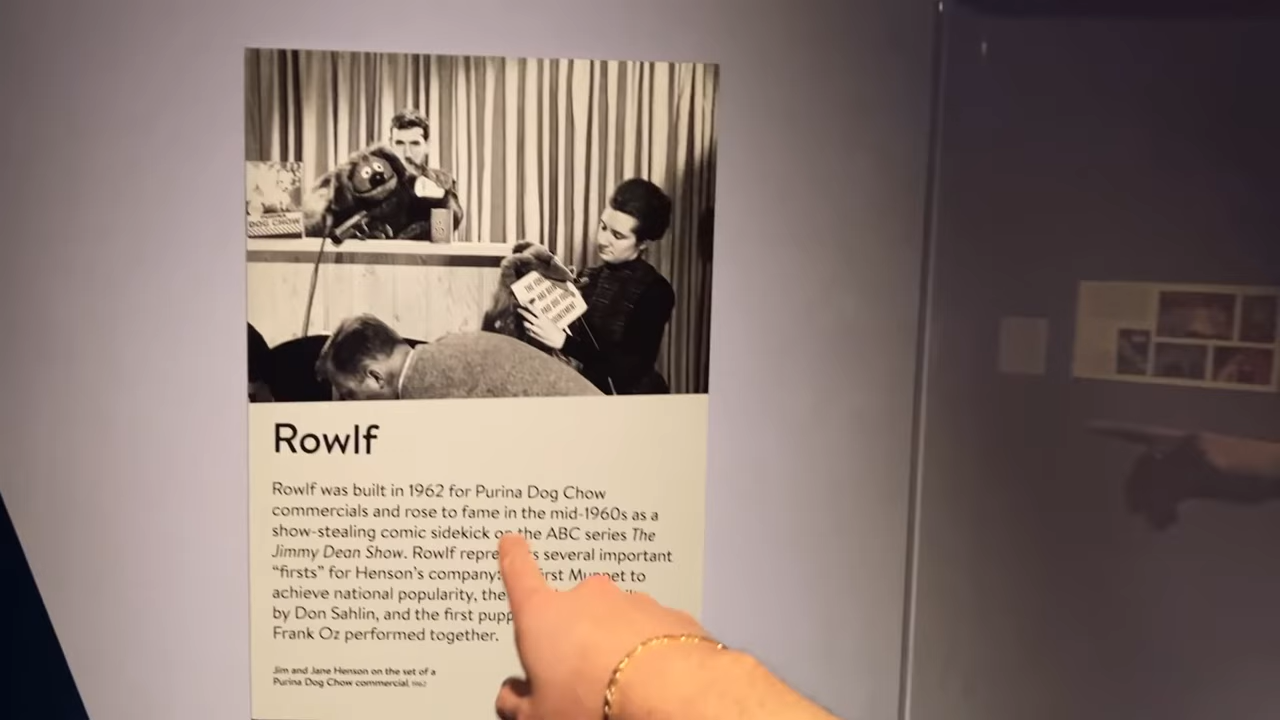 DOG CHOW
Rowlf
Rowlf was built in 1962 for Purina Dog Chow
commercials and rose to fame in the mid-1960s as a
show-stealing comic sidekick on the ABC series The
Jimmy Dean Show. Rowlf several important
"firsts" for Henson's company: Muppet to
achieve national popularity, the
by Don Sahlin, and the first
Frank Oz performed together.
Jim and Jane Henson on the set of a
Purina Dog Chow commercial, 1962